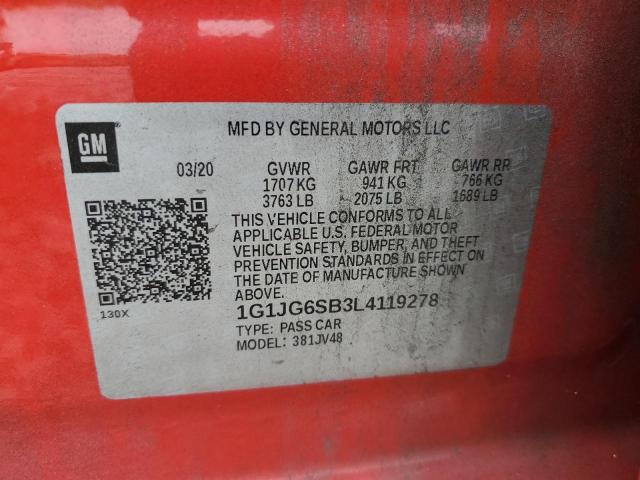 GM
MFD BY GENERAL MOTORS LLC
03/20 GVWR GAWR FRT GAWR RR
1707 KG 941 KG 766 KG
3763 LB 2075 LB 1689 LB
THIS VEHICLE CONFORMS TO ALL
APPLICABLE U.S. FEDERAL MOTOR
VEHICLE SAFETY, BUMPER, AND THEFT
PREVENTION STANDARDS IN EFFECT ON
THE DATE OF MANUFACTURE SHOWN
ABOVE.
130X
1G1JG6SB3L4119278
TYPE: PASS CAR
MODEL: 381JV48